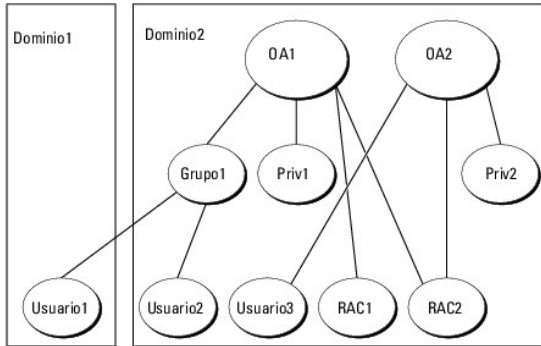 Dominio1
Dominio2
OA1
OA2
Grupo1
Priv1
Priv2
Usuario1
Usuario2
Usuario3
RAC1
RAC2